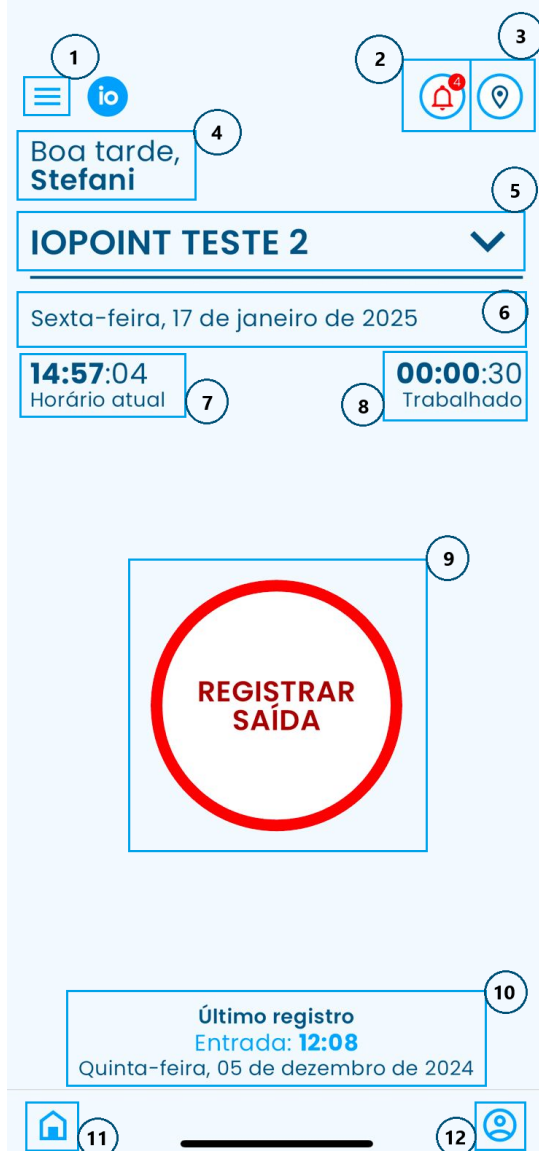 1
2
3
io
4
4
Boa tarde,
Stefani
5
IOPOINT TESTE 2
6
Sexta-feira, 17 de janeiro de 2025
14:57:04
Horário atual
7
00:00:30
Trabalhado
8
9
REGISTRAR
SAÍDA
10
Último registro
Entrada: 12:08
Quinta-feira, 05 de dezembro de 2024
11
12